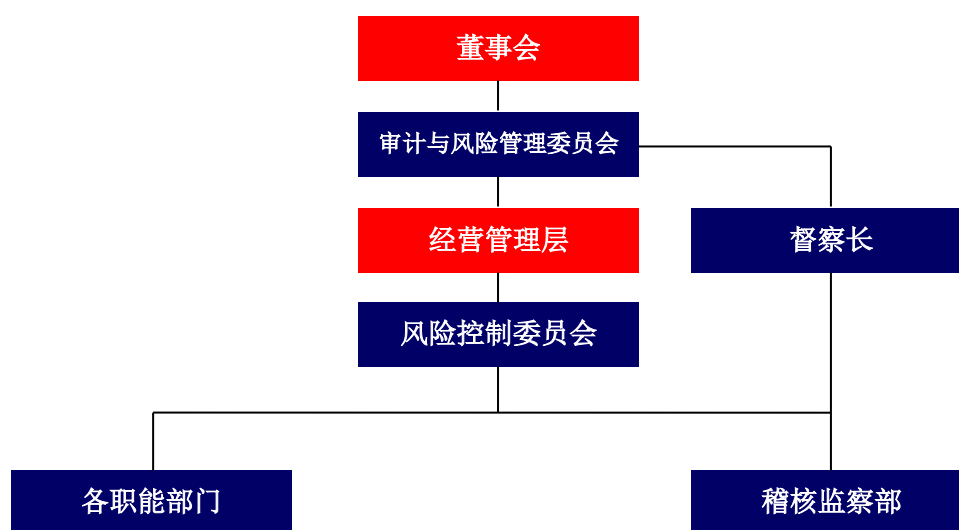 董事会
审计与风险管理委员会
经营管理层
督察长
风险控制委员会
各职能部门
稽核监察部